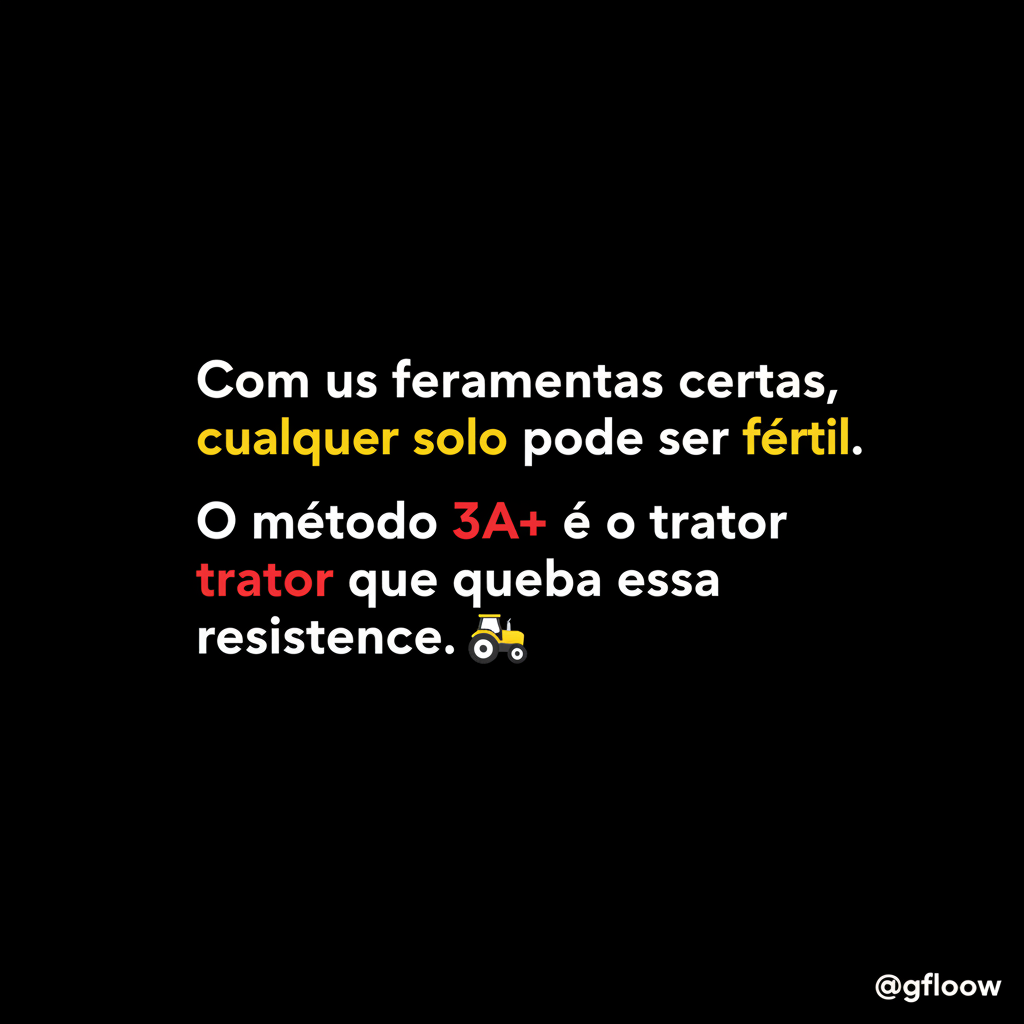 Com us feramentas certas,
cualquer solo pode ser fértil.
O método 3A+ é o trator
trator que queba essa
resistence. 🚜
@gfloow